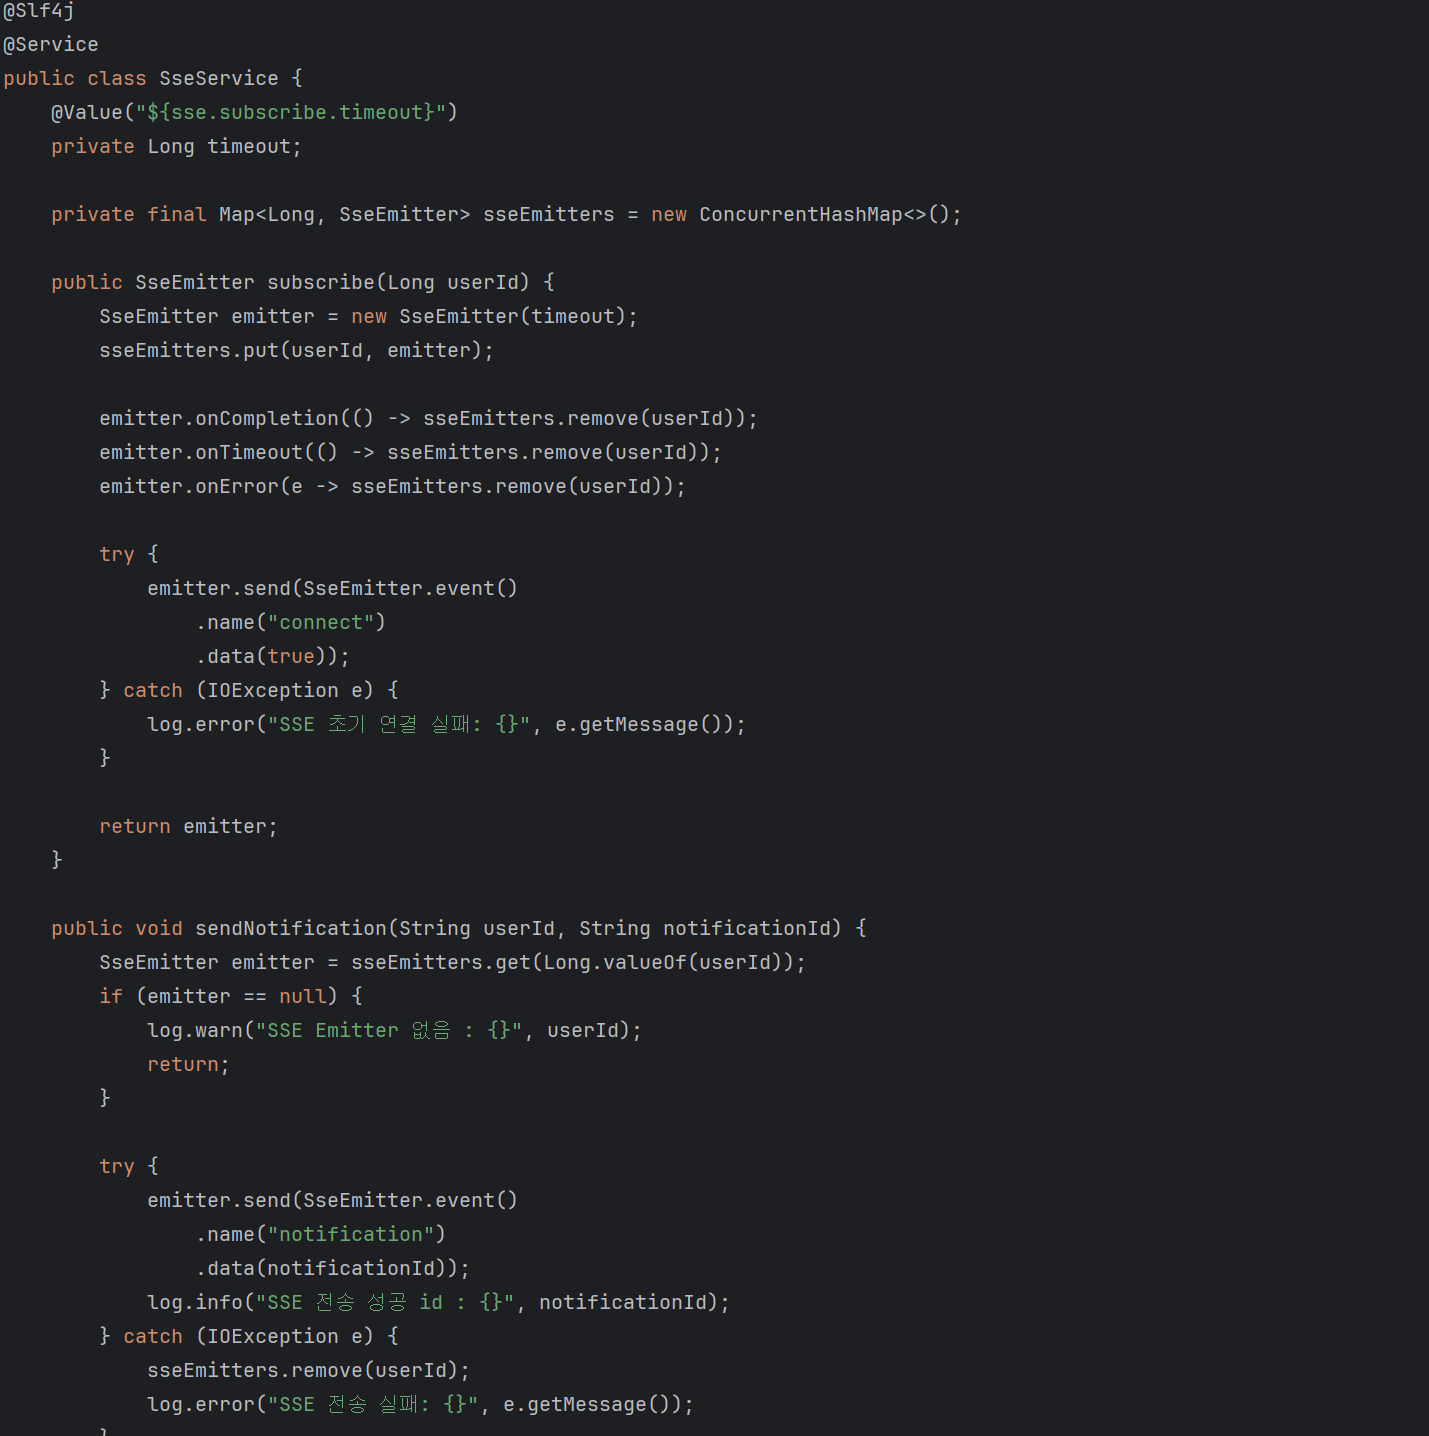 @Slf4j
@Service
public class SseService {
    @Value("${sse.subscribe.timeout}")
    private Long timeout;

    private final Map<Long, SseEmitter> sseEmitters = new ConcurrentHashMap<>();

    public SseEmitter subscribe(Long userId) {
        SseEmitter emitter = new SseEmitter(timeout);
        sseEmitters.put(userId, emitter);

        emitter.onCompletion(() -> sseEmitters.remove(userId));
        emitter.onTimeout(() -> sseEmitters.remove(userId));
        emitter.onError(e -> sseEmitters.remove(userId));

        try {
            emitter.send(SseEmitter.event()
                .name("connect")
                .data(true));
        } catch (IOException e) {
            log.error("SSE 초기 연결 실패: {}", e.getMessage());
        }

        return emitter;
    }

    public void sendNotification(String userId, String notificationId) {
        SseEmitter emitter = sseEmitters.get(Long.valueOf(userId));
        if (emitter == null) {
            log.warn("SSE Emitter 없음 : {}", userId);
            return;
        }

        try {
            emitter.send(SseEmitter.event()
                .name("notification")
                .data(notificationId));
            log.info("SSE 전송 성공 id : {}", notificationId);
        } catch (IOException e) {
            sseEmitters.remove(userId);
            log.error("SSE 전송 실패: {}", e.getMessage());
        }